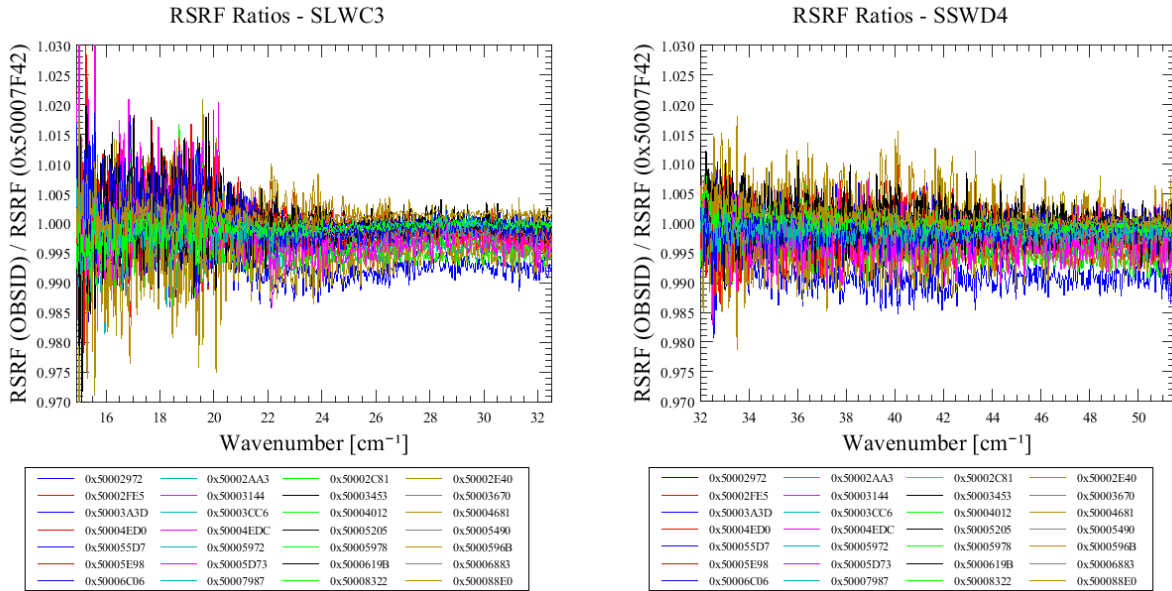 RSRF Ratios - SLWC3
RSRF (OBSID) / RSRF (0x50007F42)
1.030
1.025
1.020
1.015
1.010
1.005
1.000
0.995
0.990
0.985
0.980
0.975
0.970
16 18 20 22 24 26 28 30 32
Wavenumber [cm⁻¹]
0x50002972 0x50002AA3 0x50002C81 0x50002E40
0x50002FE5 0x50003144 0x50003453 0x50003670
0x50003A3D 0x50003CC6 0x50004012 0x50004681
0x50004ED0 0x50004EDC 0x50005205 0x50005490
0x500055D7 0x50005972 0x50005978 0x5000596B
0x50005E98 0x50005D73 0x5000619B 0x50006883
0x50006C06 0x50007987 0x50008322 0x500088E0
RSRF Ratios - SSWD4
RSRF (OBSID) / RSRF (0x50007F42)
1.030
1.025
1.020
1.015
1.010
1.005
1.000
0.995
0.990
0.985
0.980
0.975
0.970
32 34 36 38 40 42 44 46 48 50
Wavenumber [cm⁻¹]
0x50002972 0x50002AA3 0x50002C81 0x50002E40
0x50002FE5 0x50003144 0x50003453 0x50003670
0x50003A3D 0x50003CC6 0x50004012 0x50004681
0x50004ED0 0x50004EDC 0x50005205 0x50005490
0x500055D7 0x50005972 0x50005978 0x5000596B
0x50005E98 0x50005D73 0x5000619B 0x50006883
0x50006C06 0x50007987 0x50008322 0x500088E0